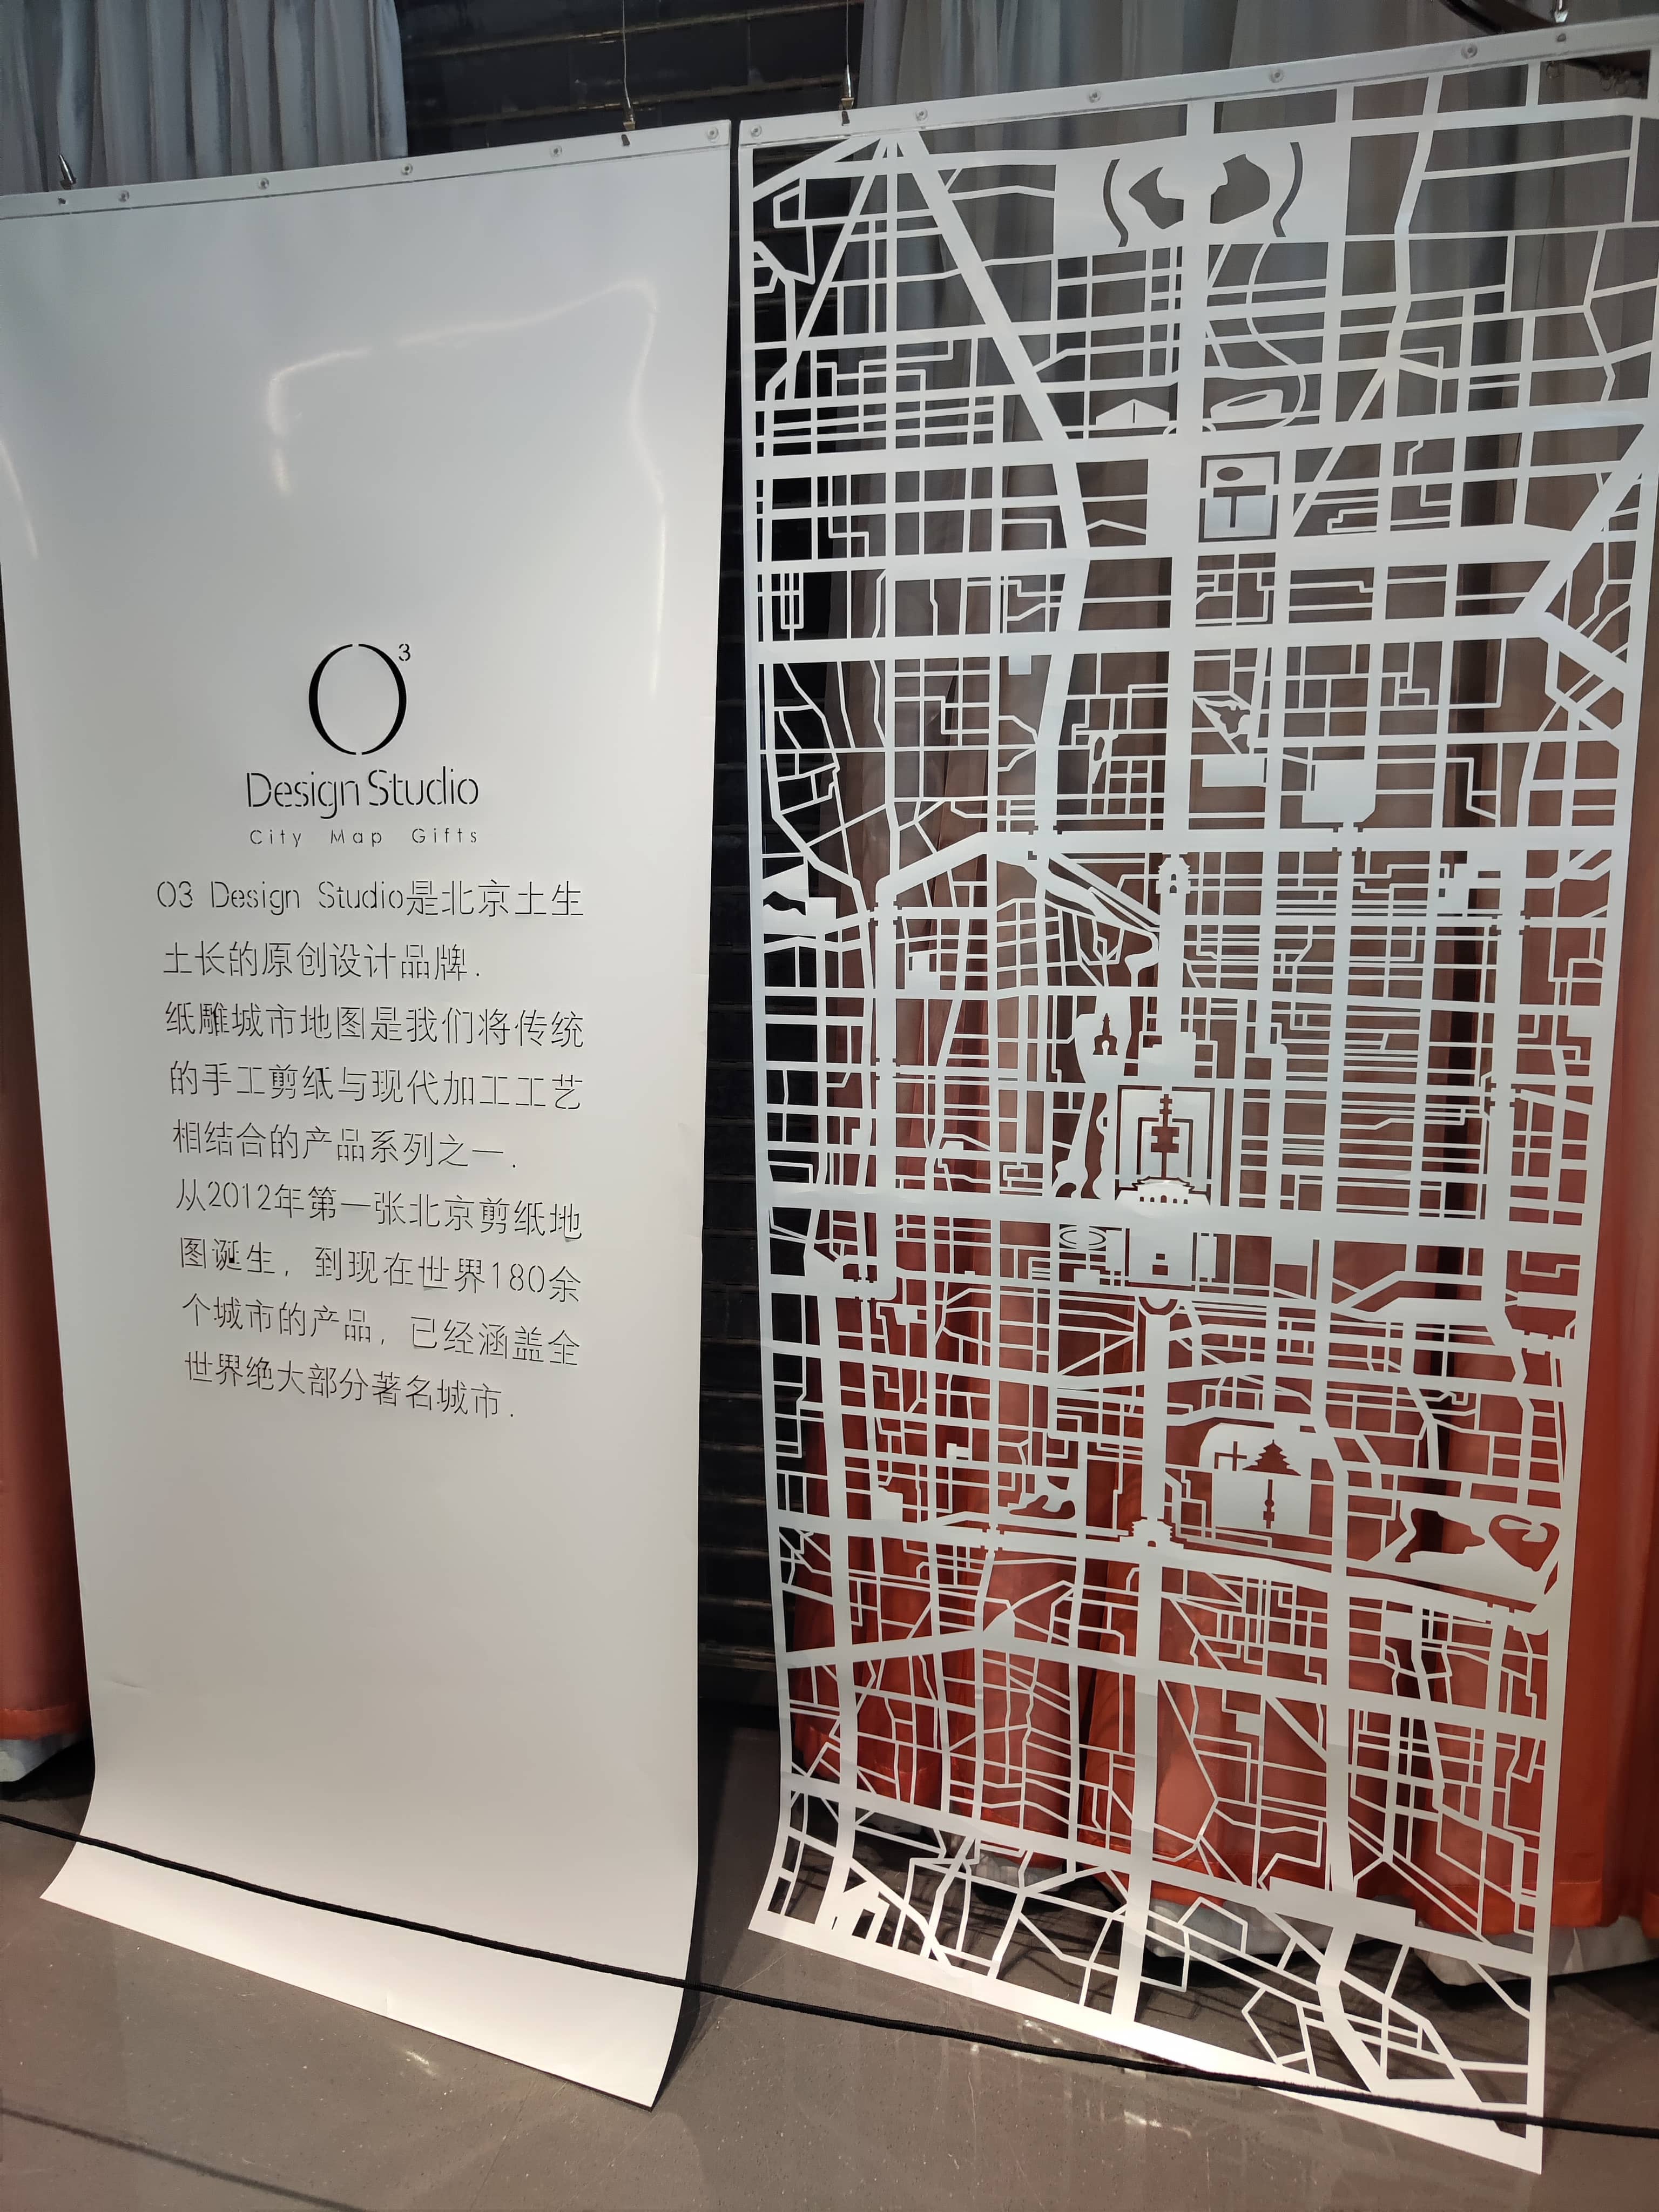 O³
Design Studio
City Map Gifts
O3 Design Studio是北京土生
土长的原创设计品牌.
纸雕城市地图是我们将传统
的手工剪纸与现代加工工艺
相结合的产品系列之一.
从2012年第一张北京剪纸地
图诞生,到现在世界180余
个城市的产品,已经涵盖全
世界绝大部分著名城市.